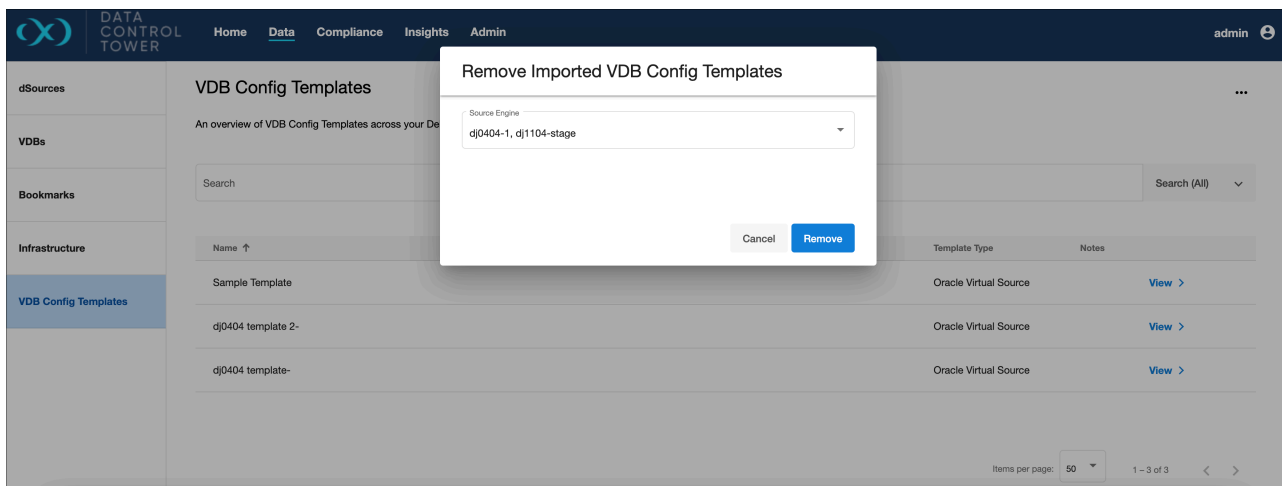 DATA
CONTROL
TOWER
Home Data Compliance Insights Admin
admin
dSources
VDBs
Bookmarks
Infrastructure
VDB Config Templates
VDB Config Templates
An overview of VDB Config Templates across your De
Search
Search (All)
Name Template Type Notes
Sample Template Oracle Virtual Source View
dj0404 template 2- Oracle Virtual Source View
dj0404 template- Oracle Virtual Source View
Items per page: 50 1 – 3 of 3
Remove Imported VDB Config Templates
Source Engine
dj0404-1, dj1104-stage
Cancel Remove